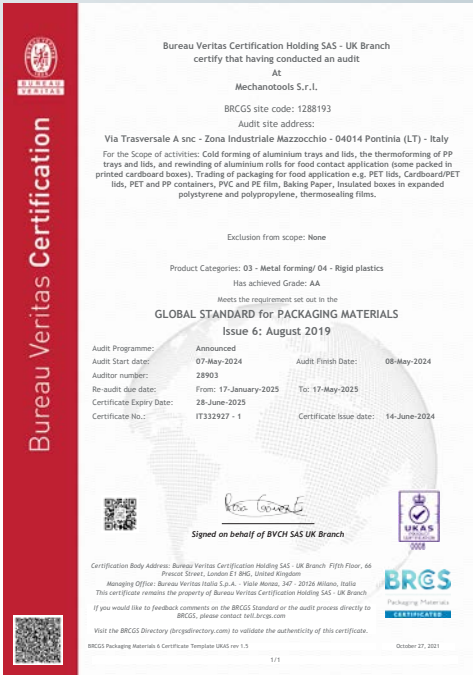 BUREAU
VERITAS
Bureau Veritas Certification
Bureau Veritas Certification Holding SAS - UK Branch
certify that having conducted an audit
At
Mechanotools S.r.l.
BRCGS site code: 1288193
Audit site address:
Via Trasversale A snc - Zona Industriale Mazzocchio - 04014 Pontinia (LT) - Italy
For the Scope of activities: Cold forming of aluminium trays and lids, the thermoforming of PP
trays and lids, and rewinding of aluminium rolls for food contact application (some packed in
printed cardboard boxes). Trading of packaging for food application e.g. PET lids, Cardboard/PET
lids, PET and PP containers, PVC and PE film, Baking Paper, Insulated boxes in expanded
polystyrene and polypropylene, thermosealing films.
Exclusion from scope: None
Product Categories: 03 - Metal forming/ 04 - Rigid plastics
Has achieved Grade: AA
Meets the requirement set out in the
GLOBAL STANDARD for PACKAGING MATERIALS
Issue 6: August 2019
Audit Programme: Announced
Audit Start date: 07-May-2024 Audit Finish Date: 08-May-2024
Auditor number: 28903
Re-audit due date: From: 17-January-2025 To: 17-May-2025
Certificate Expiry Date: 28-June-2025
Certificate No.: IT332927 - 1 Certificate Issue date: 14-June-2024
Signed on behalf of BVCH SAS UK Branch
UKAS
PRODUCT
CERTIFICATION
0008
Certification Body Address: Bureau Veritas Certification Holding SAS - UK Branch Fifth Floor, 66
Prescot Street, London E1 8HG, United Kingdom
Managing Office: Bureau Veritas Italia S.p.A. - Viale Monza, 347 - 20126 Milano, Italia
This certificate remains the property of Bureau Veritas Certification Holding SAS - UK Branch
If you would like to feedback comments on the BRCGS Standard or the audit process directly to
BRCGS, please contact tell.brcgs.com
Visit the BRCGS Directory (brcgsdirectory.com) to validate the authenticity of this certificate.
BRCGS
Packaging Materials
CERTIFICATED
BRCGS Packaging Materials 6 Certificate Template UKAS rev 1.5 October 27, 2021
1/1